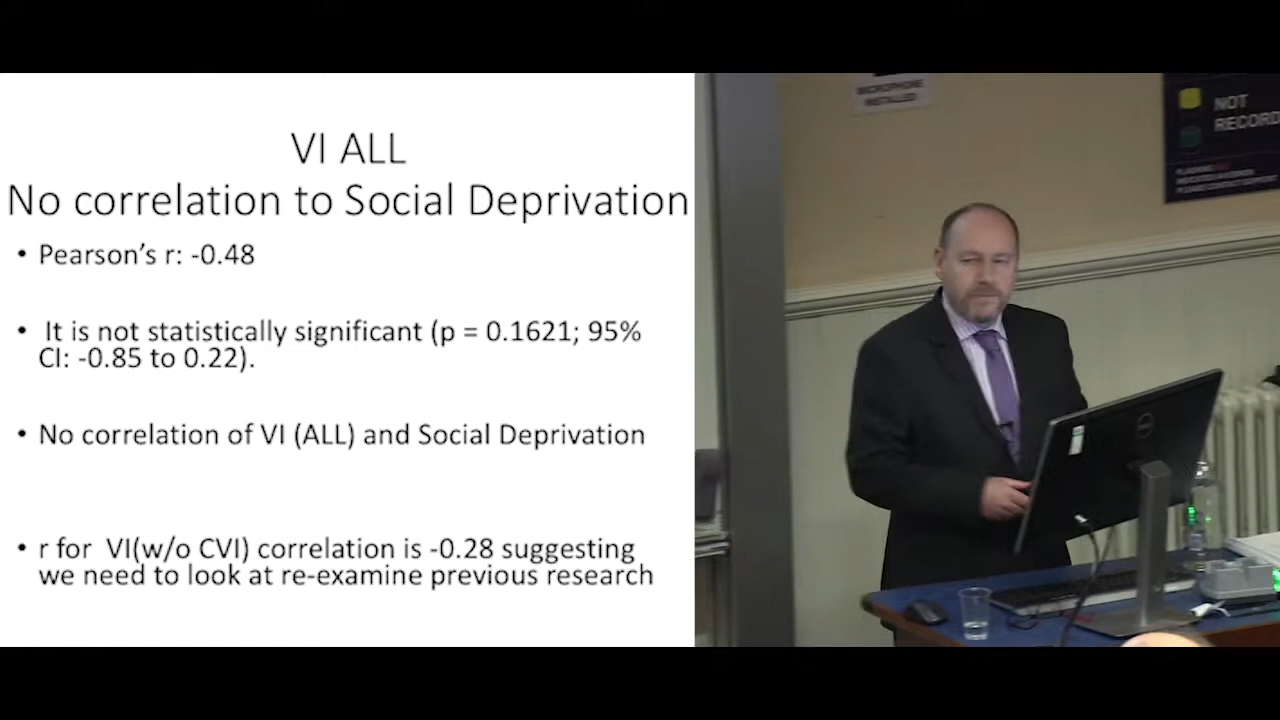 VI ALL
No correlation to Social Deprivation
• Pearson’s r: -0.48
• It is not statistically significant (p = 0.1621; 95%
CI: -0.85 to 0.22).
• No correlation of VI (ALL) and Social Deprivation
• r for VI(w/o CVI) correlation is -0.28 suggesting
we need to look at re-examine previous research
MICROPHONE
INSTALLED
NOT
RECORD